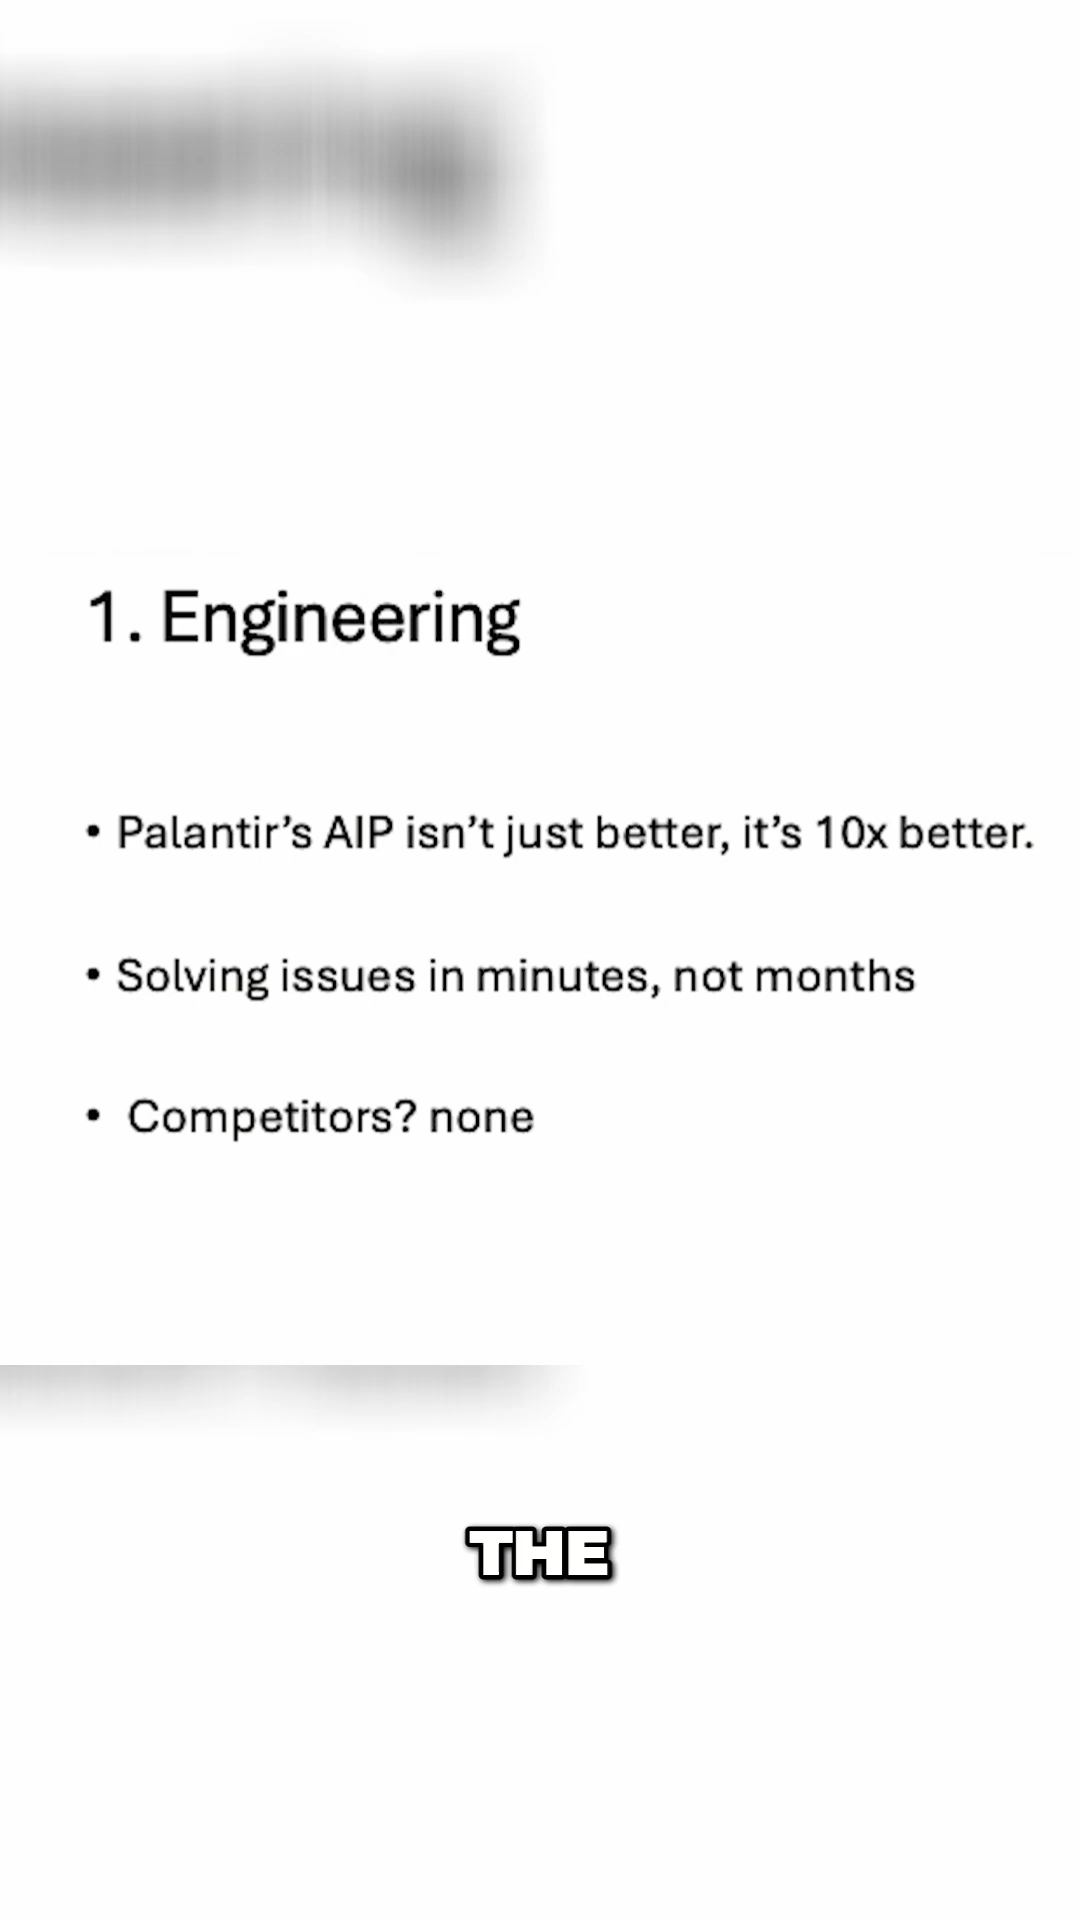 1. Engineering
• Palantir’s AIP isn’t just better, it’s 10x better.
• Solving issues in minutes, not months
• Competitors? none
THE